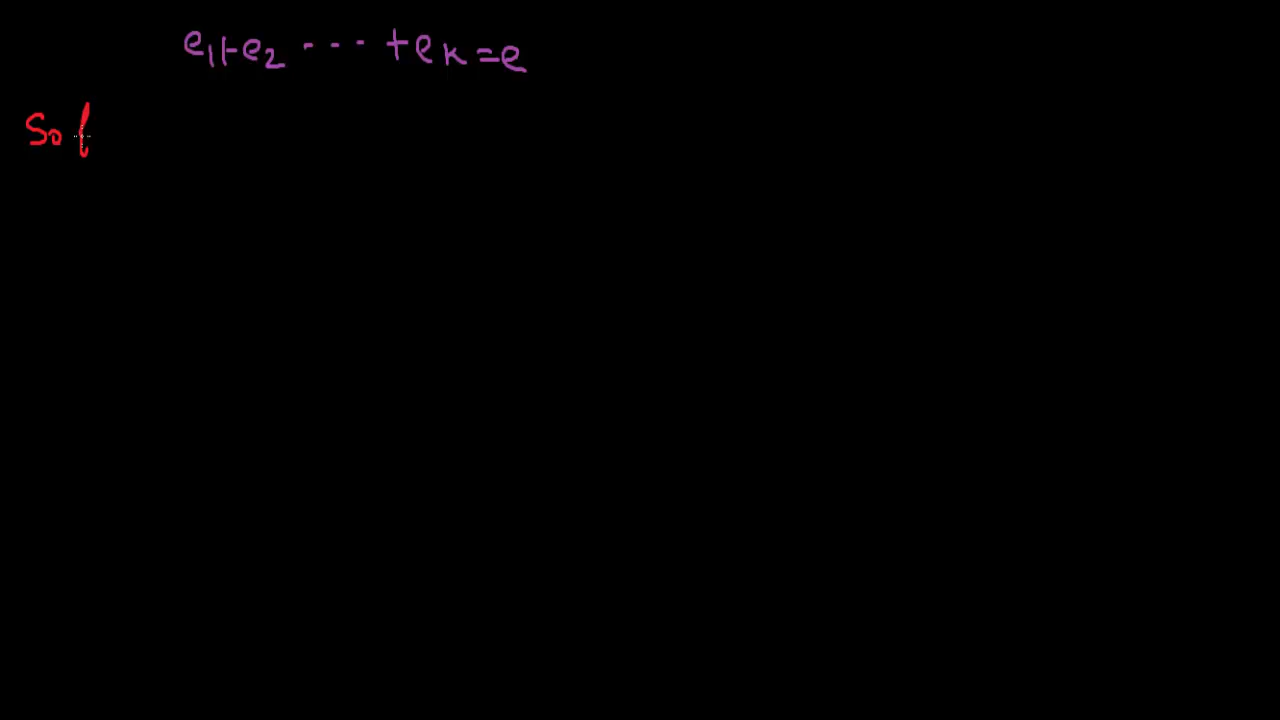 e₁+e₂ ---- +eₖ=e
So